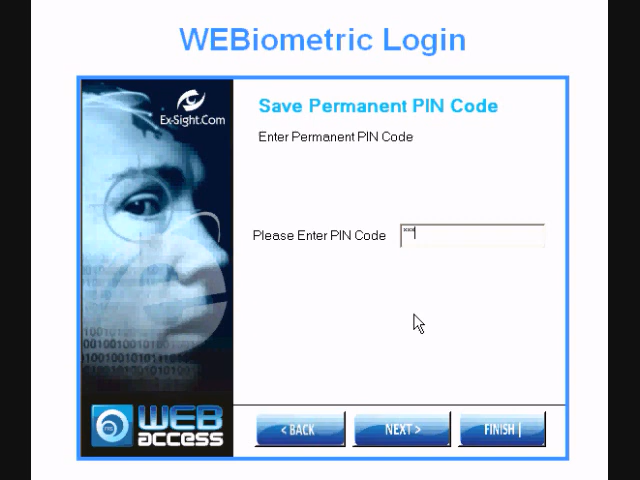 WEBiometric Login
Ex-Sight.Com
Save Permanent PIN Code
Enter Permanent PIN Code
Please Enter PIN Code ***
WEB
access
< BACK NEXT > FINISH |